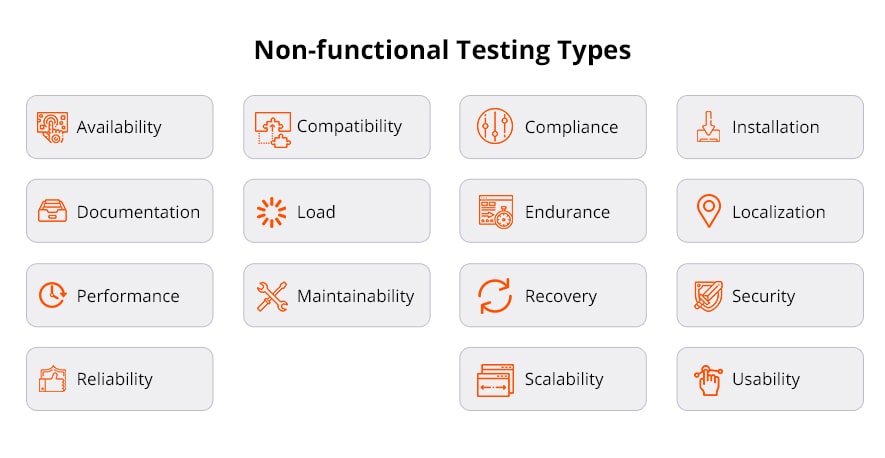 Non-functional Testing Types
Availability
Compatibility
Compliance
Installation
Documentation
Load
Endurance
Localization
Performance
Maintainability
Recovery
Security
Reliability
Scalability
Usability